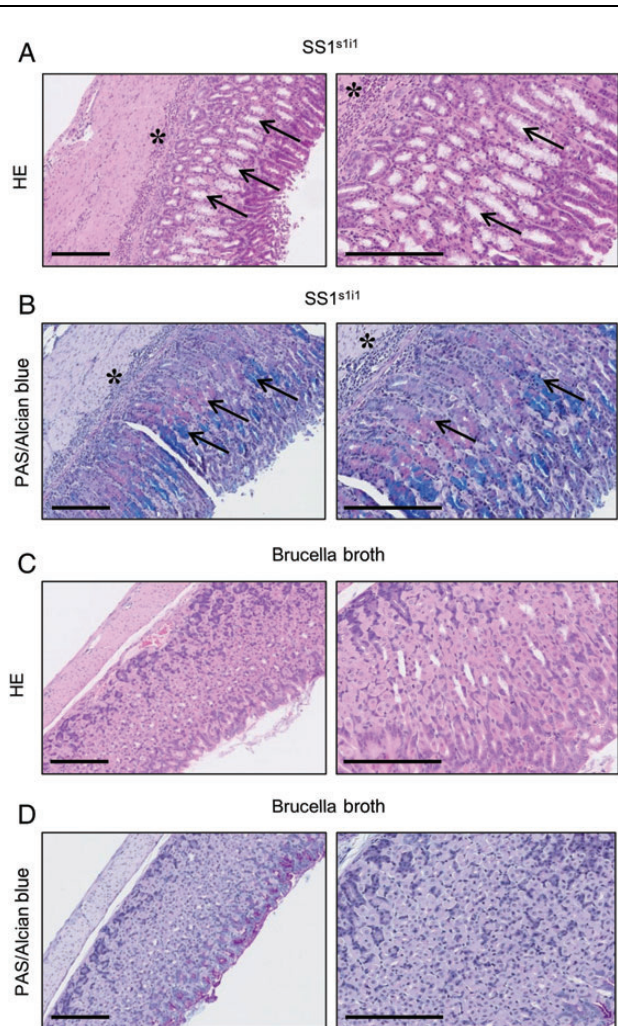 A
SS1s1i1
HE
*
*
B
SS1s1i1
PAS/Alcian blue
*
*
C
Brucella broth
HE
D
Brucella broth
PAS/Alcian blue